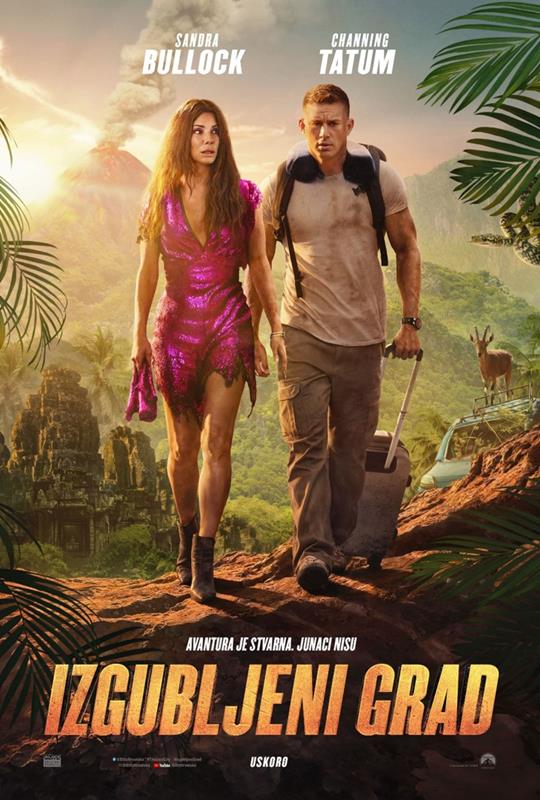 SANDRA
BULLOCK
CHANNING
TATUM
AVANTURA JE STVARNA. JUNACI NISU
IZGUBLJENI GRAD
USKORO